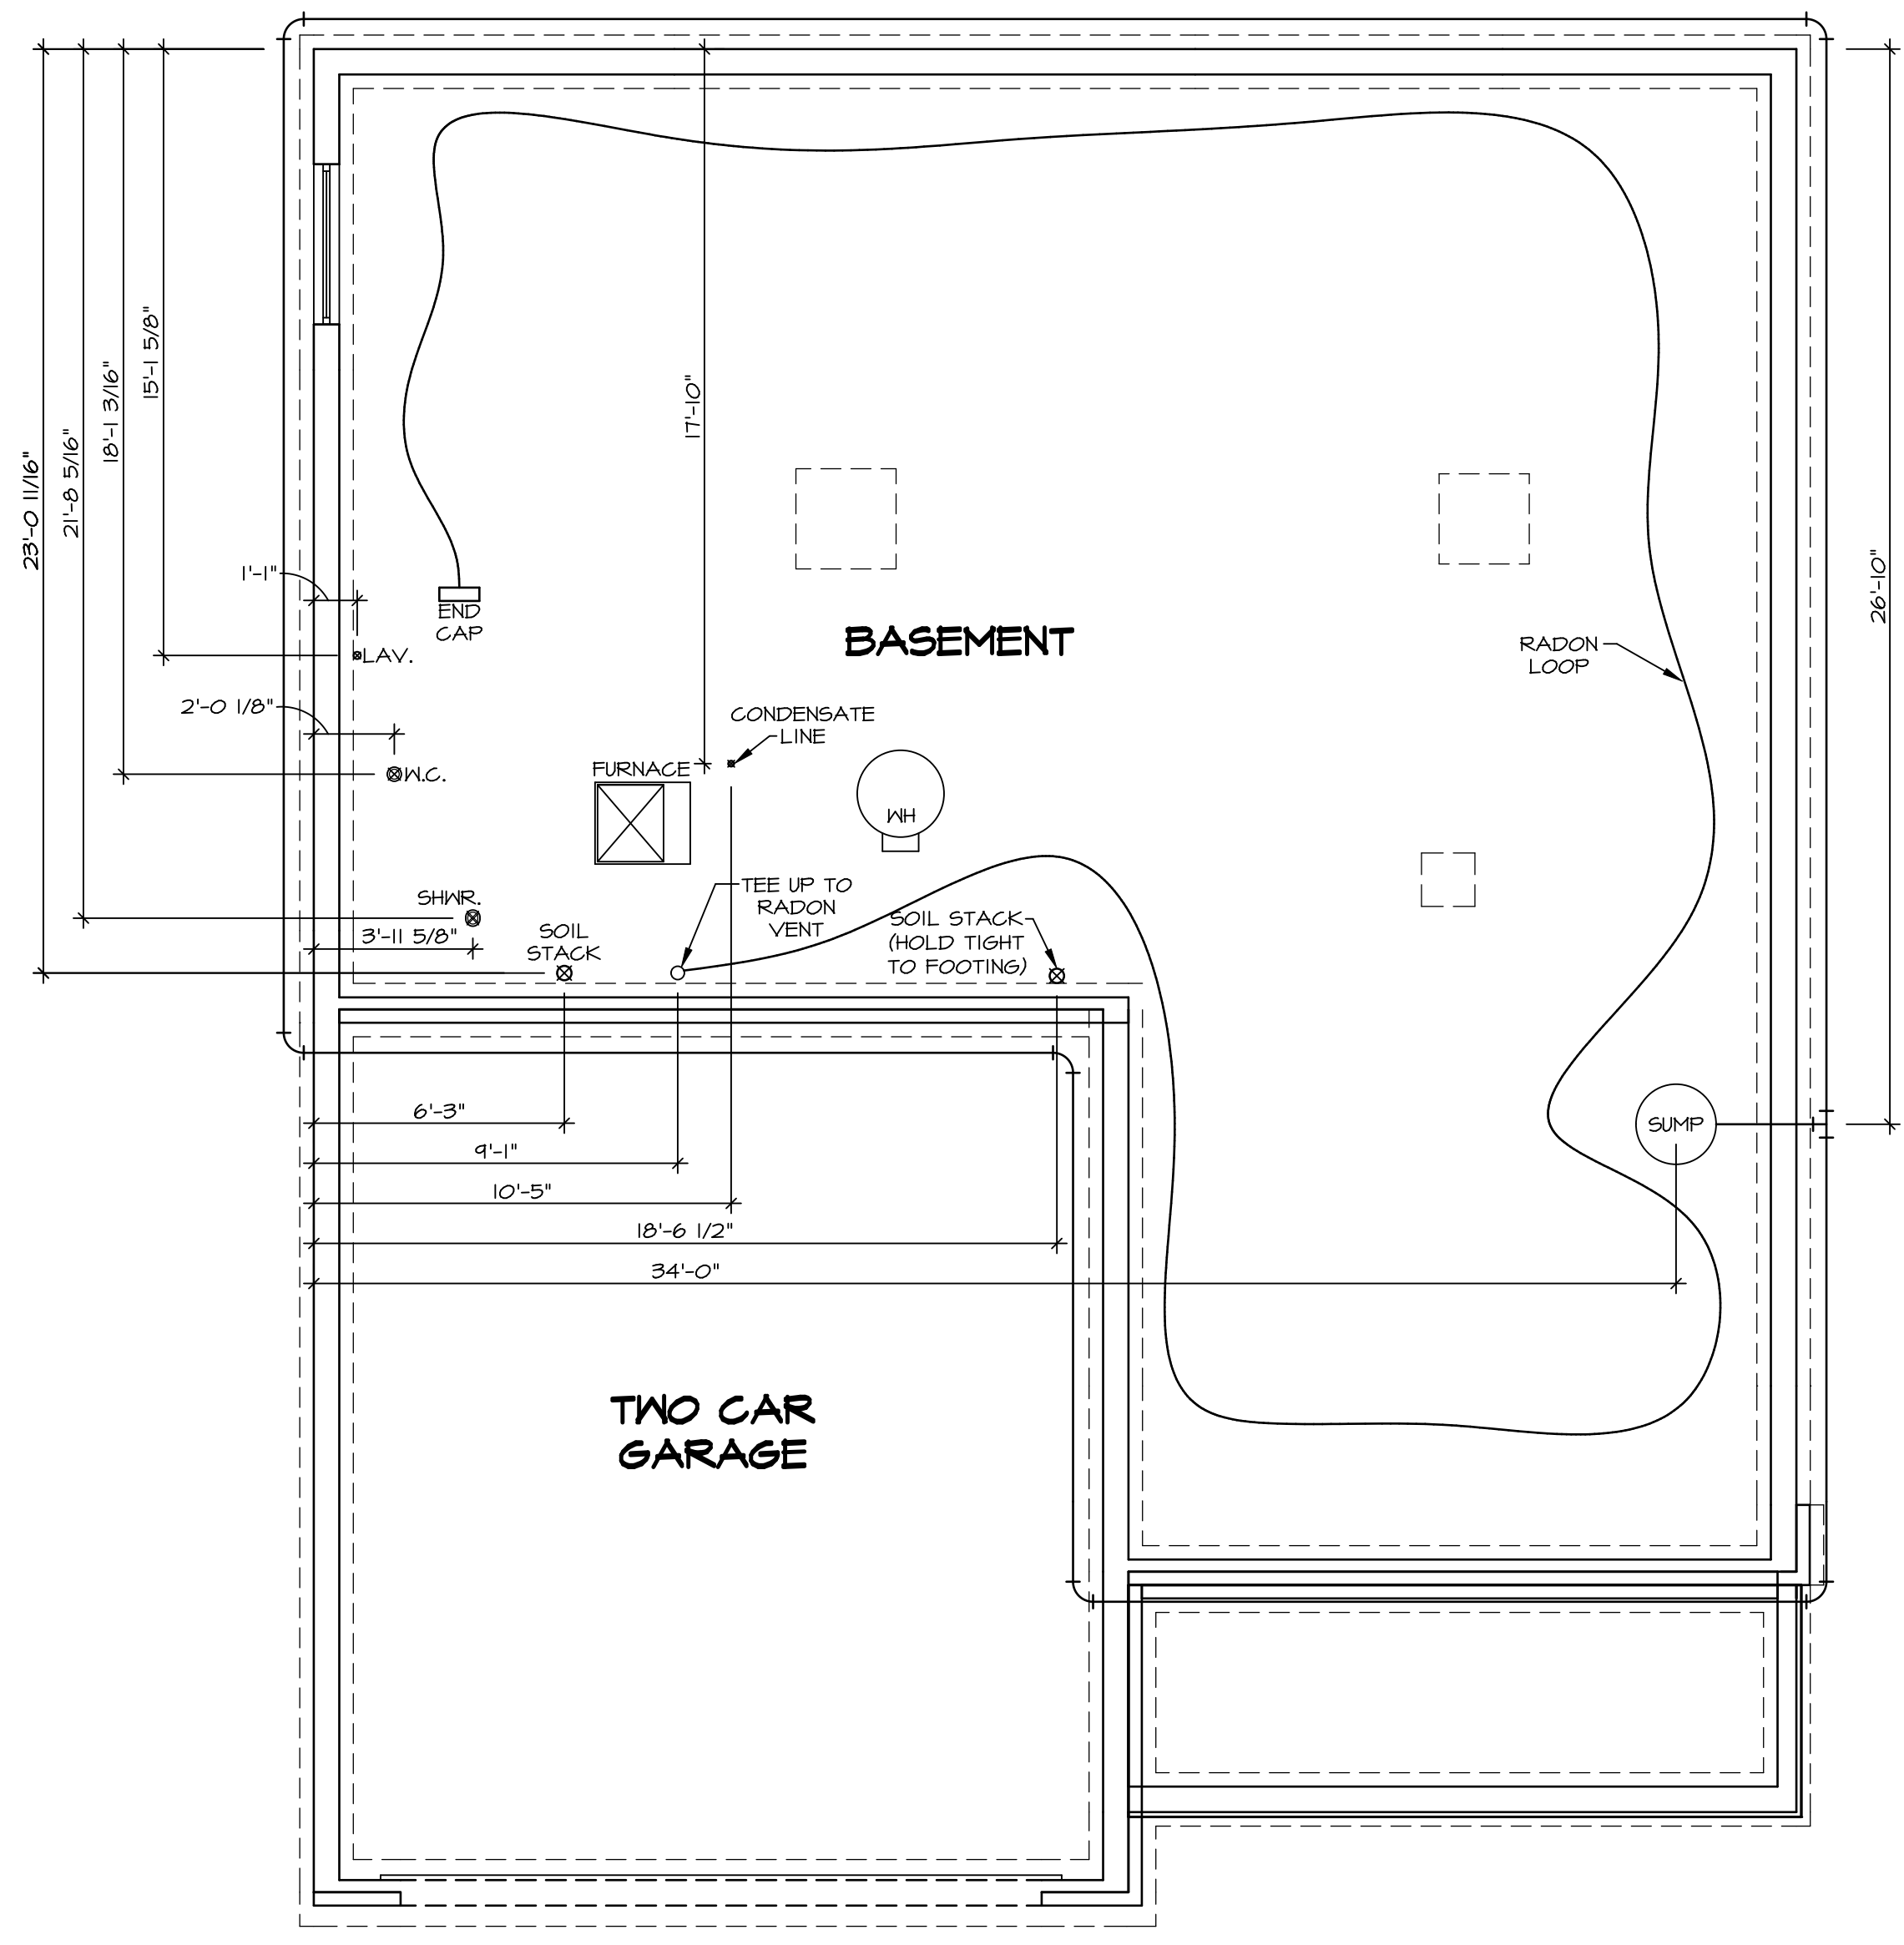 15'-1 5/8"
17'-10"
18'-1 3/16"
21'-8 5/16"
23'-0 11/16"
26'-10"
1'-1"
END
CAP
BASEMENT
RADON
LOOP
LAV.
2'-0 1/8"
CONDENSATE
LINE
W.C.
FURNACE
WH
SHWR.
TEE UP TO
RADON
VENT
3'-11 5/8"
SOIL
STACK
SOIL STACK
(HOLD TIGHT
TO FOOTING)
6'-3"
SUMP
9'-1"
10'-5"
18'-6 1/2"
34'-0"
TWO CAR
GARAGE